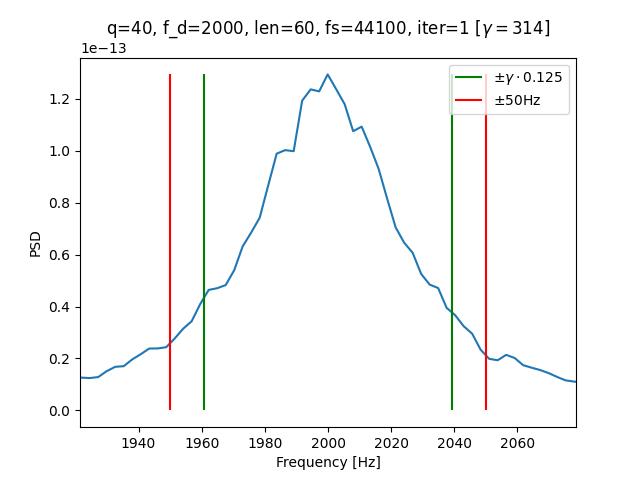 q=40, f_d=2000, len=60, fs=44100, iter=1 [γ = 314]
1e−13
±γ · 0.125
±50Hz
1.2
1.0
0.8
0.6
0.4
0.2
0.0
PSD
1940 1960 1980 2000 2020 2040 2060
Frequency [Hz]